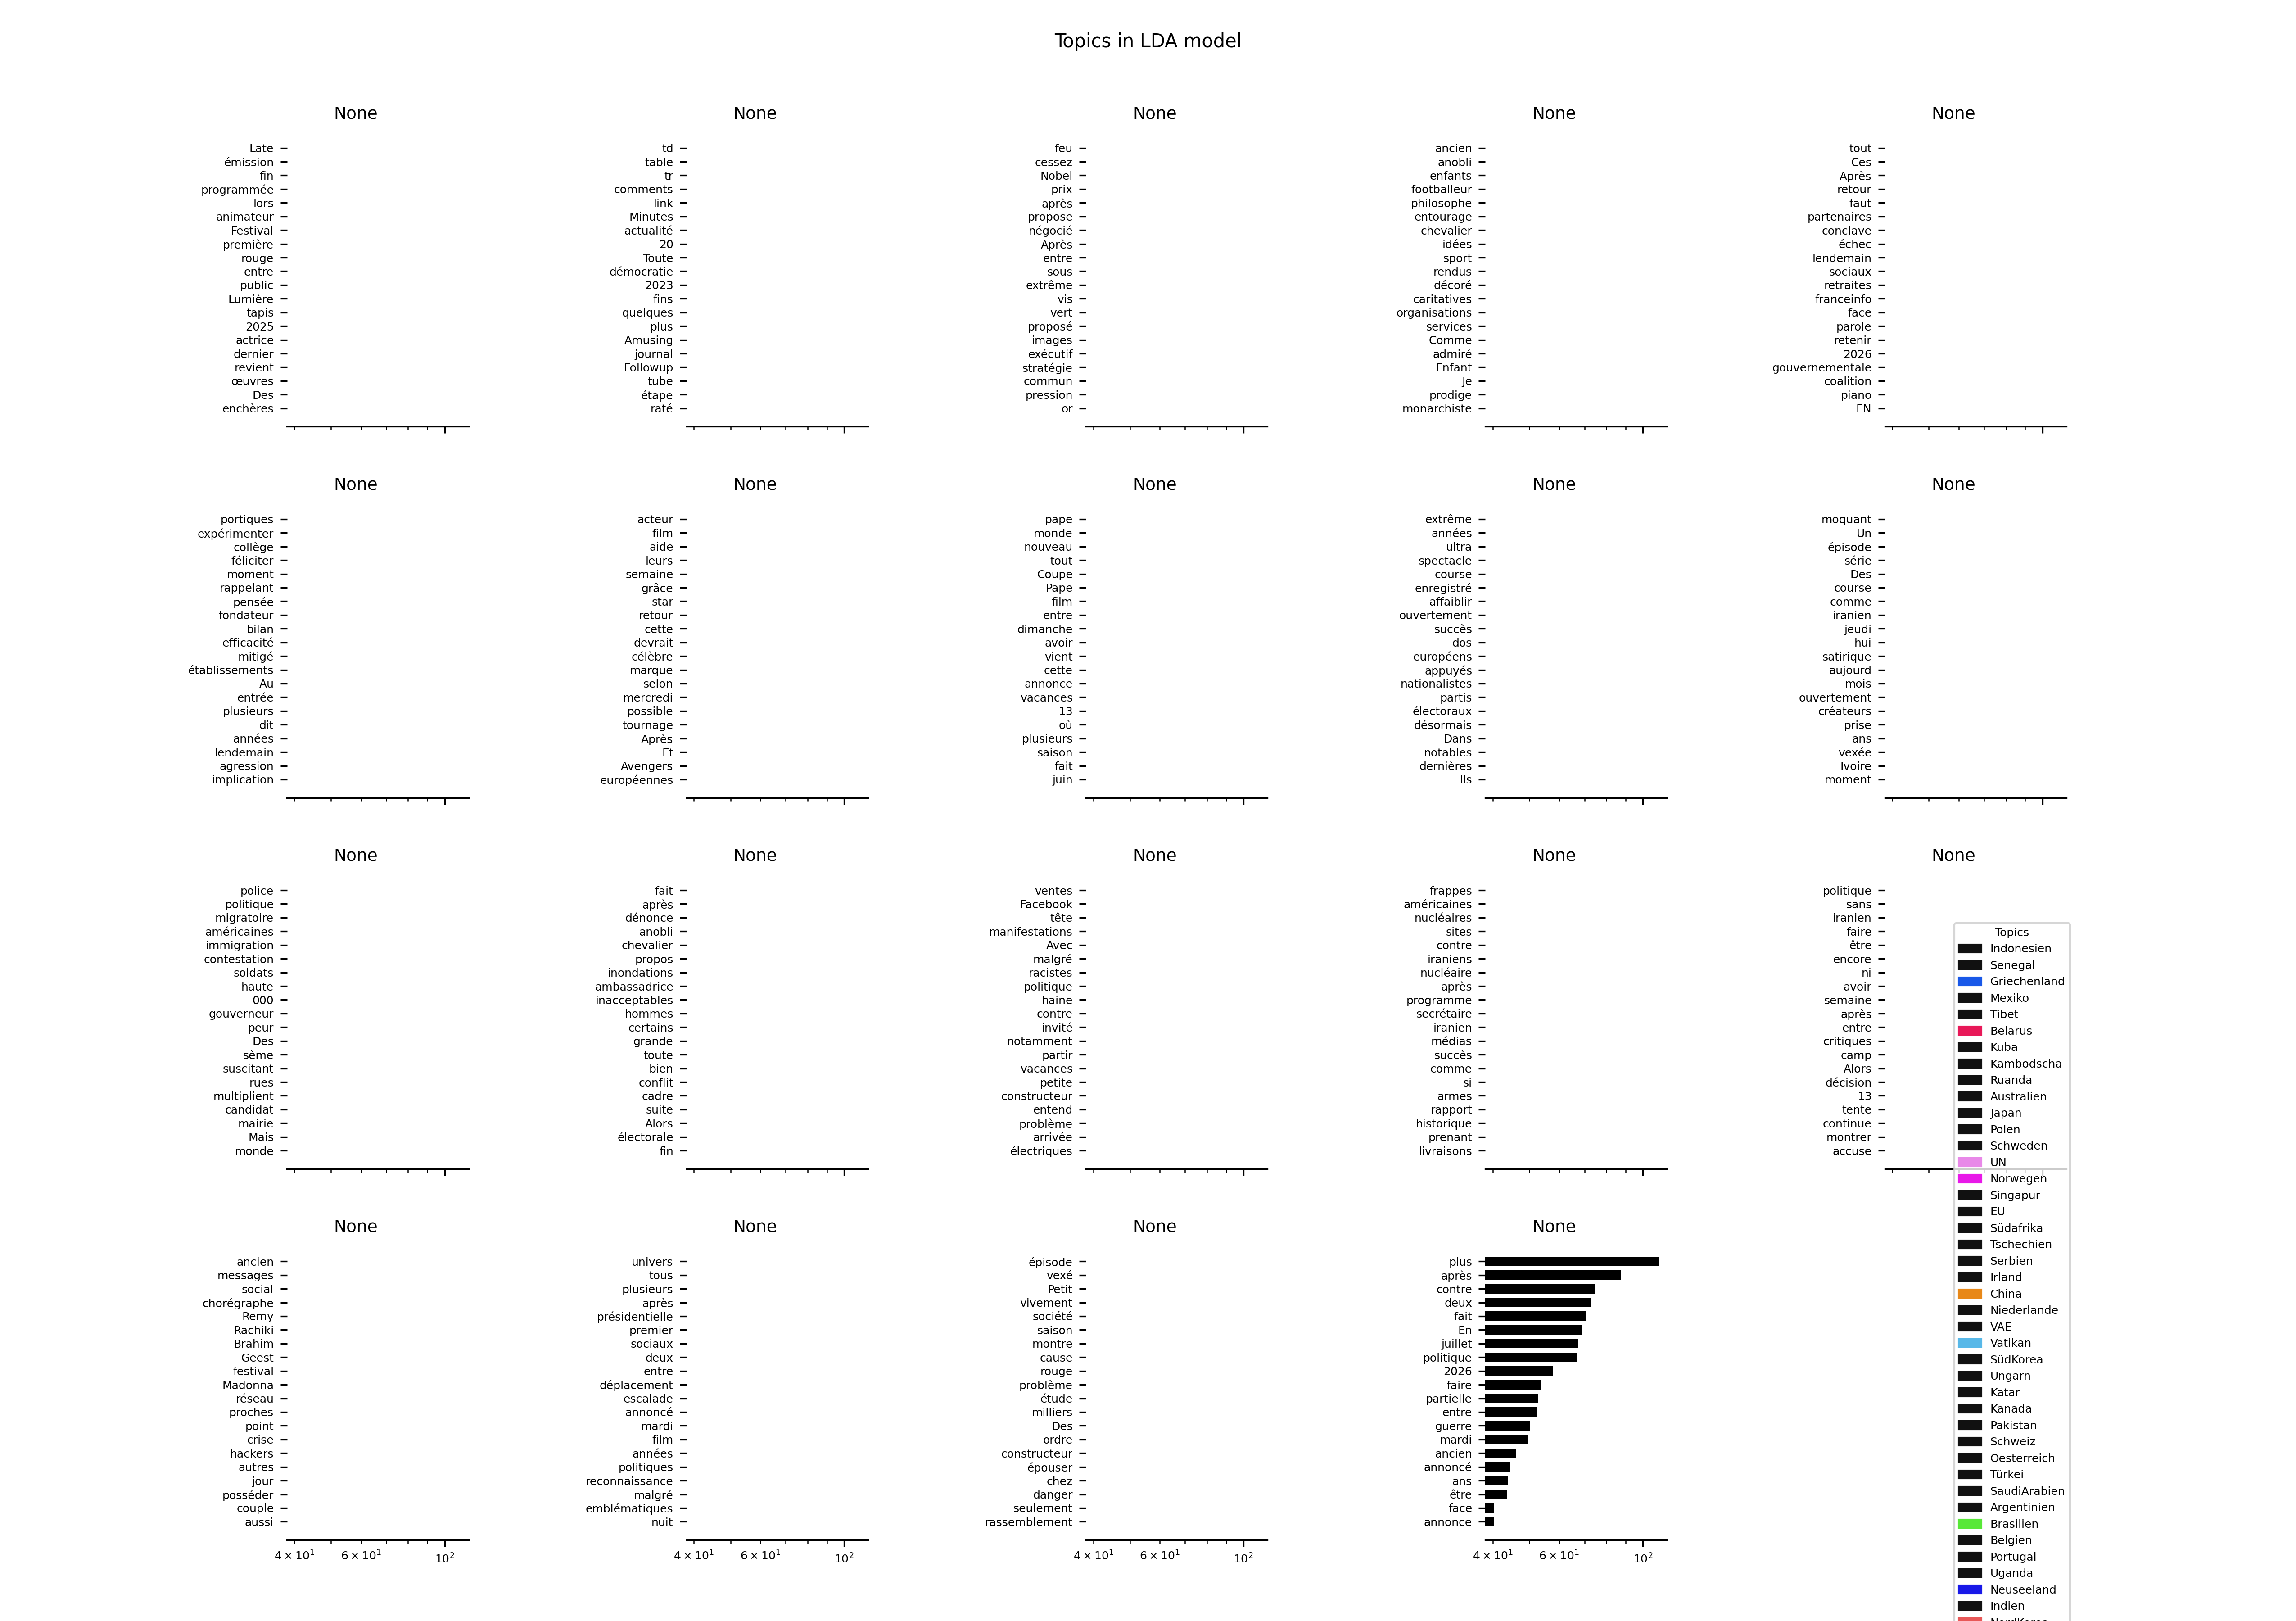 Topics in LDA model
None
Late
émission
fin
programmée
lors
animateur
Festival
première
rouge
entre
public
Lumière
tapis
2025
actrice
dernier
revient
œuvres
Des
enchères
None
td
table
tr
comments
link
Minutes
actualité
20
Toute
démocratie
2023
fins
quelques
plus
Amusing
journal
Followup
tube
étape
raté
None
feu
cessez
Nobel
prix
après
propose
négocié
Après
entre
sous
extrême
vis
vert
proposé
images
exécutif
stratégie
commun
pression
or
None
ancien
anobli
enfants
footballeur
philosophe
entourage
chevalier
idées
sport
rendus
décoré
caritatives
organisations
services
Comme
admiré
Enfant
Je
prodige
monarchiste
None
tout
Ces
Après
retour
faut
partenaires
conclave
échec
lendemain
sociaux
retraites
franceinfo
face
parole
retenir
2026
gouvernementale
coalition
piano
EN
None
portiques
expérimenter
collège
féliciter
moment
rappelant
pensée
fondateur
bilan
efficacité
mitigé
établissements
Au
entrée
plusieurs
dit
années
lendemain
agression
implication
None
acteur
film
aide
leurs
semaine
grâce
star
retour
cette
devrait
célèbre
marque
selon
mercredi
possible
tournage
Après
Et
Avengers
européennes
None
pape
monde
nouveau
tout
Coupe
Pape
film
entre
dimanche
avoir
vient
cette
annonce
vacances
13
où
plusieurs
saison
fait
juin
None
extrême
années
ultra
spectacle
course
enregistré
affaiblir
ouvertement
succès
dos
européens
appuyés
nationalistes
partis
électoraux
désormais
Dans
notables
dernières
Ils
None
moquant
Un
épisode
série
Des
course
comme
iranien
jeudi
hui
satirique
aujourd
mois
ouvertement
créateurs
prise
ans
vexée
Ivoire
moment
None
police
politique
migratoire
américaines
immigration
contestation
soldats
haute
000
gouverneur
peur
Des
sème
suscitant
rues
multiplient
candidat
mairie
Mais
monde
None
fait
après
dénonce
anobli
chevalier
propos
inondations
ambassadrice
inacceptables
hommes
certains
grande
toute
bien
conflit
cadre
suite
Alors
électorale
fin
None
ventes
Facebook
tête
manifestations
Avec
malgré
racistes
politique
haine
contre
invité
notamment
partir
vacances
petite
constructeur
entend
problème
arrivée
électriques
None
frappes
américaines
nucléaires
sites
contre
iraniens
nucléaire
après
programme
secrétaire
iranien
médias
succès
comme
si
armes
rapport
historique
prenant
livraisons
None
politique
sans
iranien
faire
être
encore
ni
avoir
semaine
après
entre
critiques
camp
Alors
décision
13
tente
continue
montrer
accuse
None
ancien
messages
social
chorégraphe
Remy
Rachiki
Brahim
Geest
festival
Madonna
réseau
proches
point
crise
hackers
autres
jour
posséder
couple
aussi
4 × 10¹ 6 × 10¹ 10²
None
univers
tous
plusieurs
après
présidentielle
premier
sociaux
deux
entre
déplacement
escalade
annoncé
mardi
film
années
politiques
reconnaissance
malgré
emblématiques
nuit
4 × 10¹ 6 × 10¹ 10²
None
épisode
vexé
Petit
vivement
société
saison
montre
cause
rouge
problème
étude
milliers
Des
ordre
constructeur
épouser
chez
danger
seulement
rassemblement
4 × 10¹ 6 × 10¹ 10²
None
plus
après
contre
deux
fait
En
juillet
politique
2026
faire
partielle
entre
guerre
mardi
ancien
annoncé
ans
être
face
annonce
4 × 10¹ 6 × 10¹ 10²
Topics
Indonesien
Senegal
Griechenland
Mexiko
Tibet
Belarus
Kuba
Kambodscha
Ruanda
Australien
Japan
Polen
Schweden
UN
Norwegen
Singapur
EU
Südafrika
Tschechien
Serbien
Irland
China
Niederlande
VAE
Vatikan
SüdKorea
Ungarn
Katar
Kanada
Pakistan
Schweiz
Oesterreich
Türkei
SaudiArabien
Argentinien
Brasilien
Belgien
Portugal
Uganda
Neuseeland
Indien